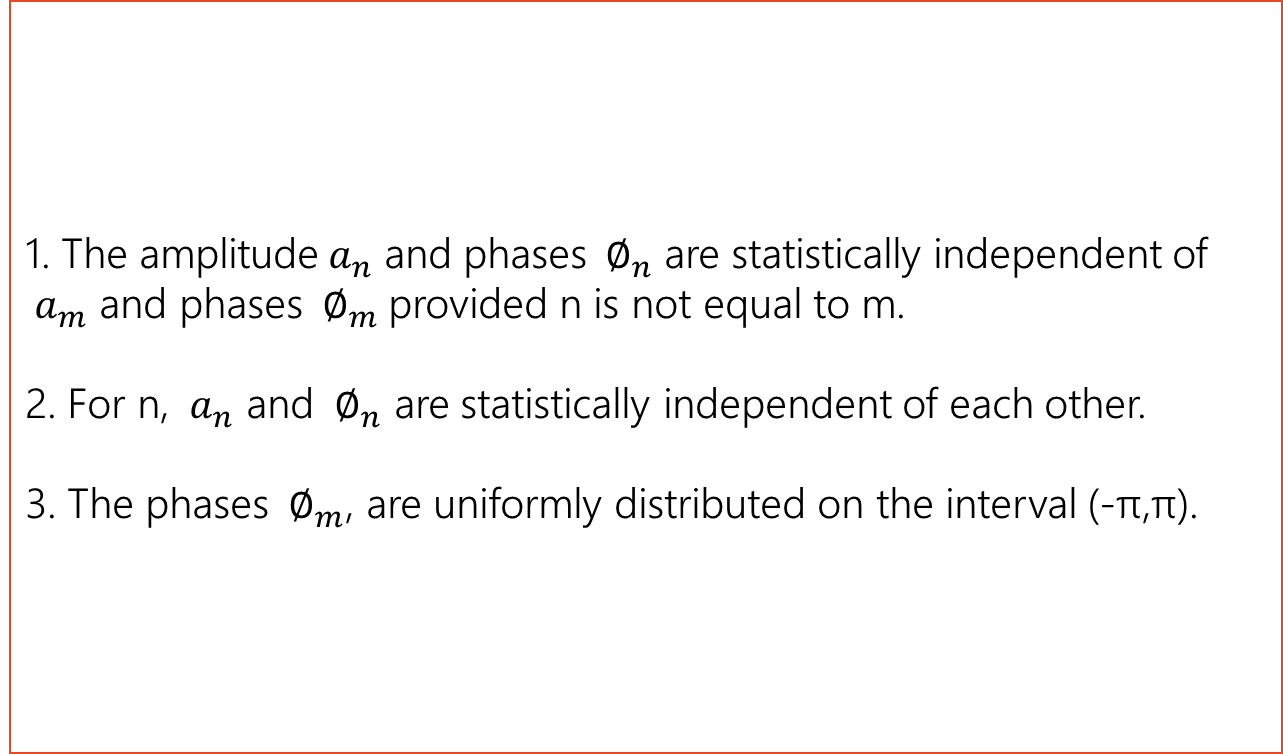 1. The amplitude aₙ and phases ∅ₙ are statistically independent of
aₘ and phases ∅ₘ provided n is not equal to m.
2. For n, aₙ and ∅ₙ are statistically independent of each other.
3. The phases ∅ₘ, are uniformly distributed on the interval (-π,π).